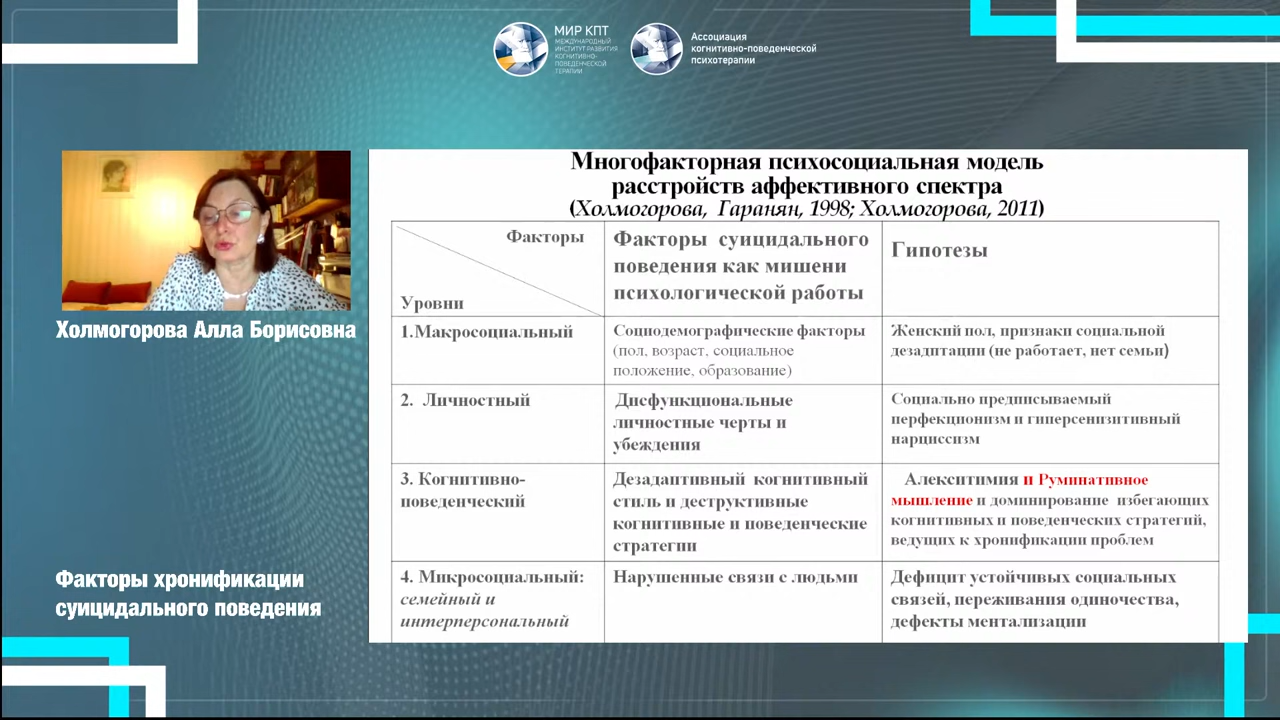 МИР КПТ
МЕЖДУНАРОДНЫЙ
ИНСТИТУТ РАЗВИТИЯ
КОГНИТИВНО-
ПОВЕДЕНЧЕСКОЙ
ТЕРАПИИ
Ассоциация
когнитивно-поведенческой
психотерапии
Многофакторная психосоциальная модель
расстройств аффективного спектра
(Холмогорова, Гаранян, 1998; Холмогорова, 2011)
Факторы
Уровни
Факторы суицидального
поведения как мишени
психологической работы
Гипотезы
1.Макросоциальный
Социодемографические факторы
(пол, возраст, социальное
положение, образование)
Женский пол, признаки социальной
дезадптации (не работает, нет семьи)
2. Личностный
Дисфункциональные
личностные черты и
убеждения
Социально предписываемый
перфекционизм и гиперсенизитивный
нарциссизм
3. Когнитивно-
поведенческий
Дезадаптивный когнитивный
стиль и деструктивные
когнитивные и поведенческие
стратегии
Алекситимия и Руминативное
мышление и доминирование избегающих
когнитивных и поведенческих стратегий,
ведущих к хронификации проблем
4. Микросоциальный:
семейный и
интерперсональный
Нарушенные связи с людьми
Дефицит устойчивых социальных
связей, переживания одиночества,
дефекты ментализации
Холмогорова Алла Борисовна
Факторы хронификации
суицидального поведения